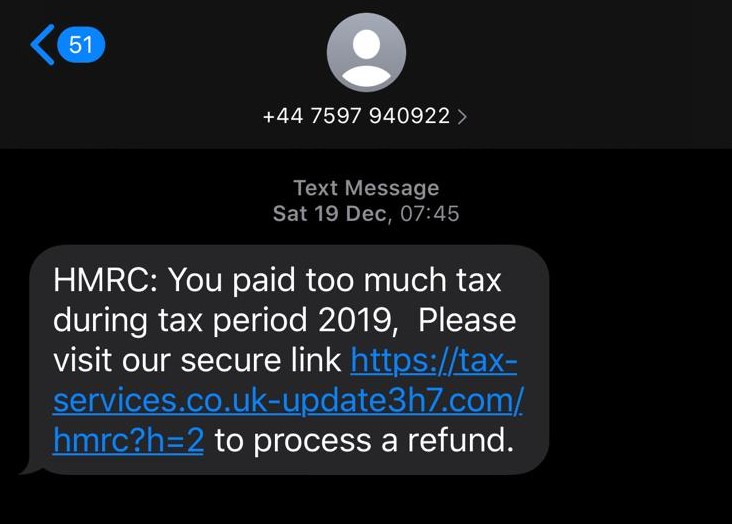 51
+44 7597 940922
Text Message
Sat 19 Dec, 07:45
HMRC: You paid too much tax
during tax period 2019,  Please
visit our secure link https://tax-
services.co.uk-update3h7.com/
hmrc?h=2 to process a refund.